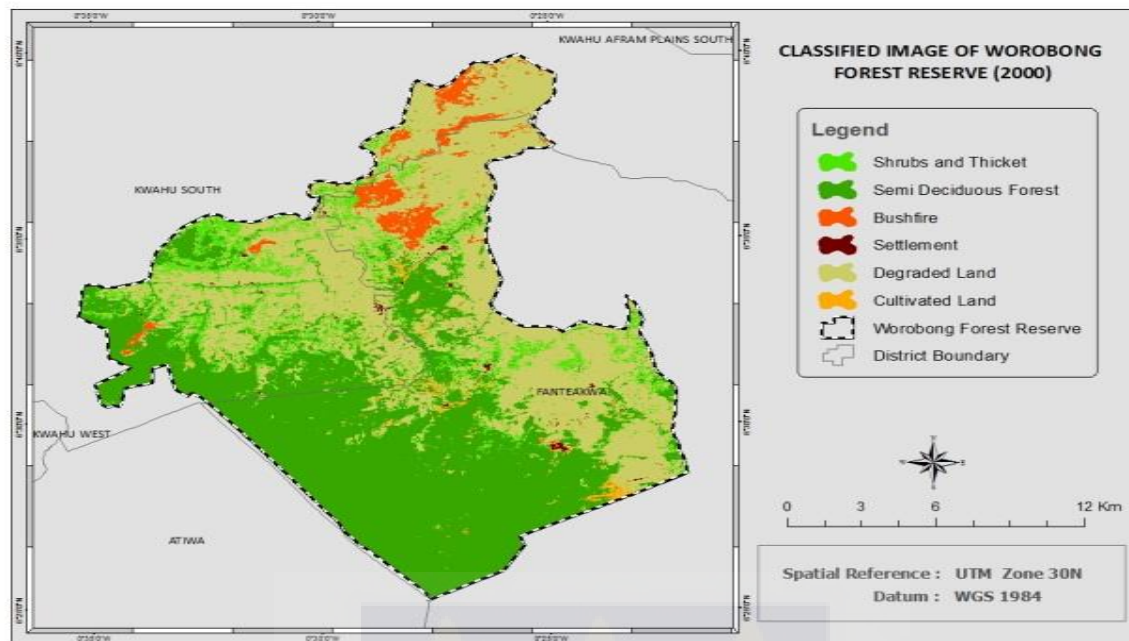 KWAHU AFRAM PLAINS SOUTH
KWAHU SOUTH
FANTEAKWA
KWAHU WEST
ATIWA
CLASSIFIED IMAGE OF WOROBONG
FOREST RESERVE (2000)
Legend
Shrubs and Thicket
Semi Deciduous Forest
Bushfire
Settlement
Degraded Land
Cultivated Land
Worobong Forest Reserve
District Boundary
0 3 6 12 Km
Spatial Reference : UTM Zone 30N
Datum : WGS 1984